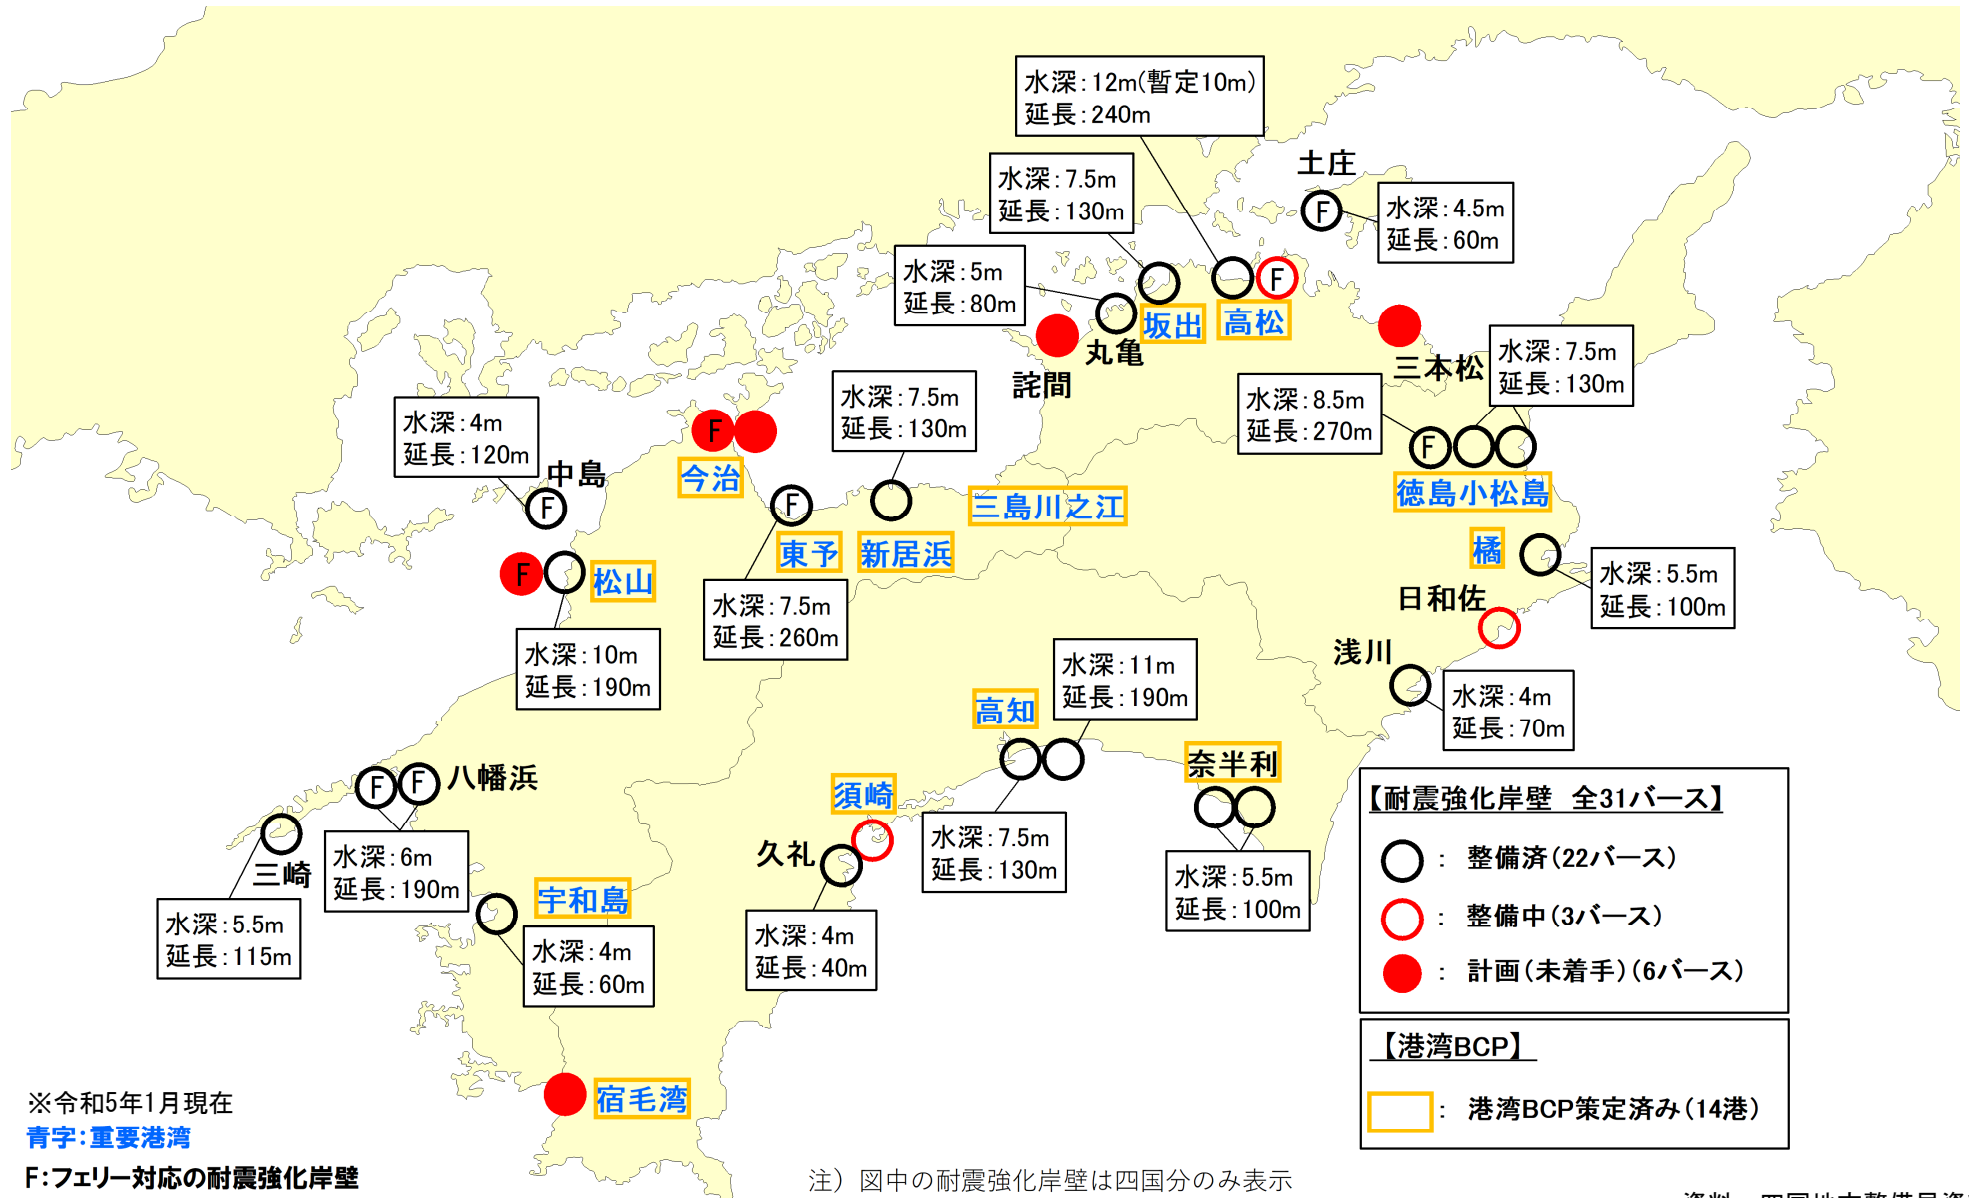 水深：12m(暫定10m)
延長：240m
土庄
水深：7.5m
延長：130m
F
水深：4.5m
延長：60m
水深：5m
延長：80m
F
坂出
高松
丸亀
詫間
三本松
水深：7.5m
延長：130m
水深：8.5m
延長：270m
F
徳島小松島
水深：7.5m
延長：130m
水深：4m
延長：120m
中島
F
F
今治
F
東予
新居浜
三島川之江
橘
水深：5.5m
延長：100m
F
松山
水深：7.5m
延長：260m
水深：10m
延長：190m
日和佐
浅川
水深：4m
延長：70m
水深：11m
延長：190m
高知
奈半利
F
F
八幡浜
須崎
久礼
水深：7.5m
延長：130m
三崎
水深：6m
延長：190m
水深：5.5m
延長：100m
宇和島
水深：5.5m
延長：115m
水深：4m
延長：60m
水深：4m
延長：40m
宿毛湾
【耐震強化岸壁 全31バース】
： 整備済（22バース）
： 整備中（3バース）
： 計画（未着手）（6バース）
【港湾BCP】
： 港湾BCP策定済み（14港）
※令和5年1月現在
青字：重要港湾
F：フェリー対応の耐震強化岸壁
注）図中の耐震強化岸壁は四国分のみ表示